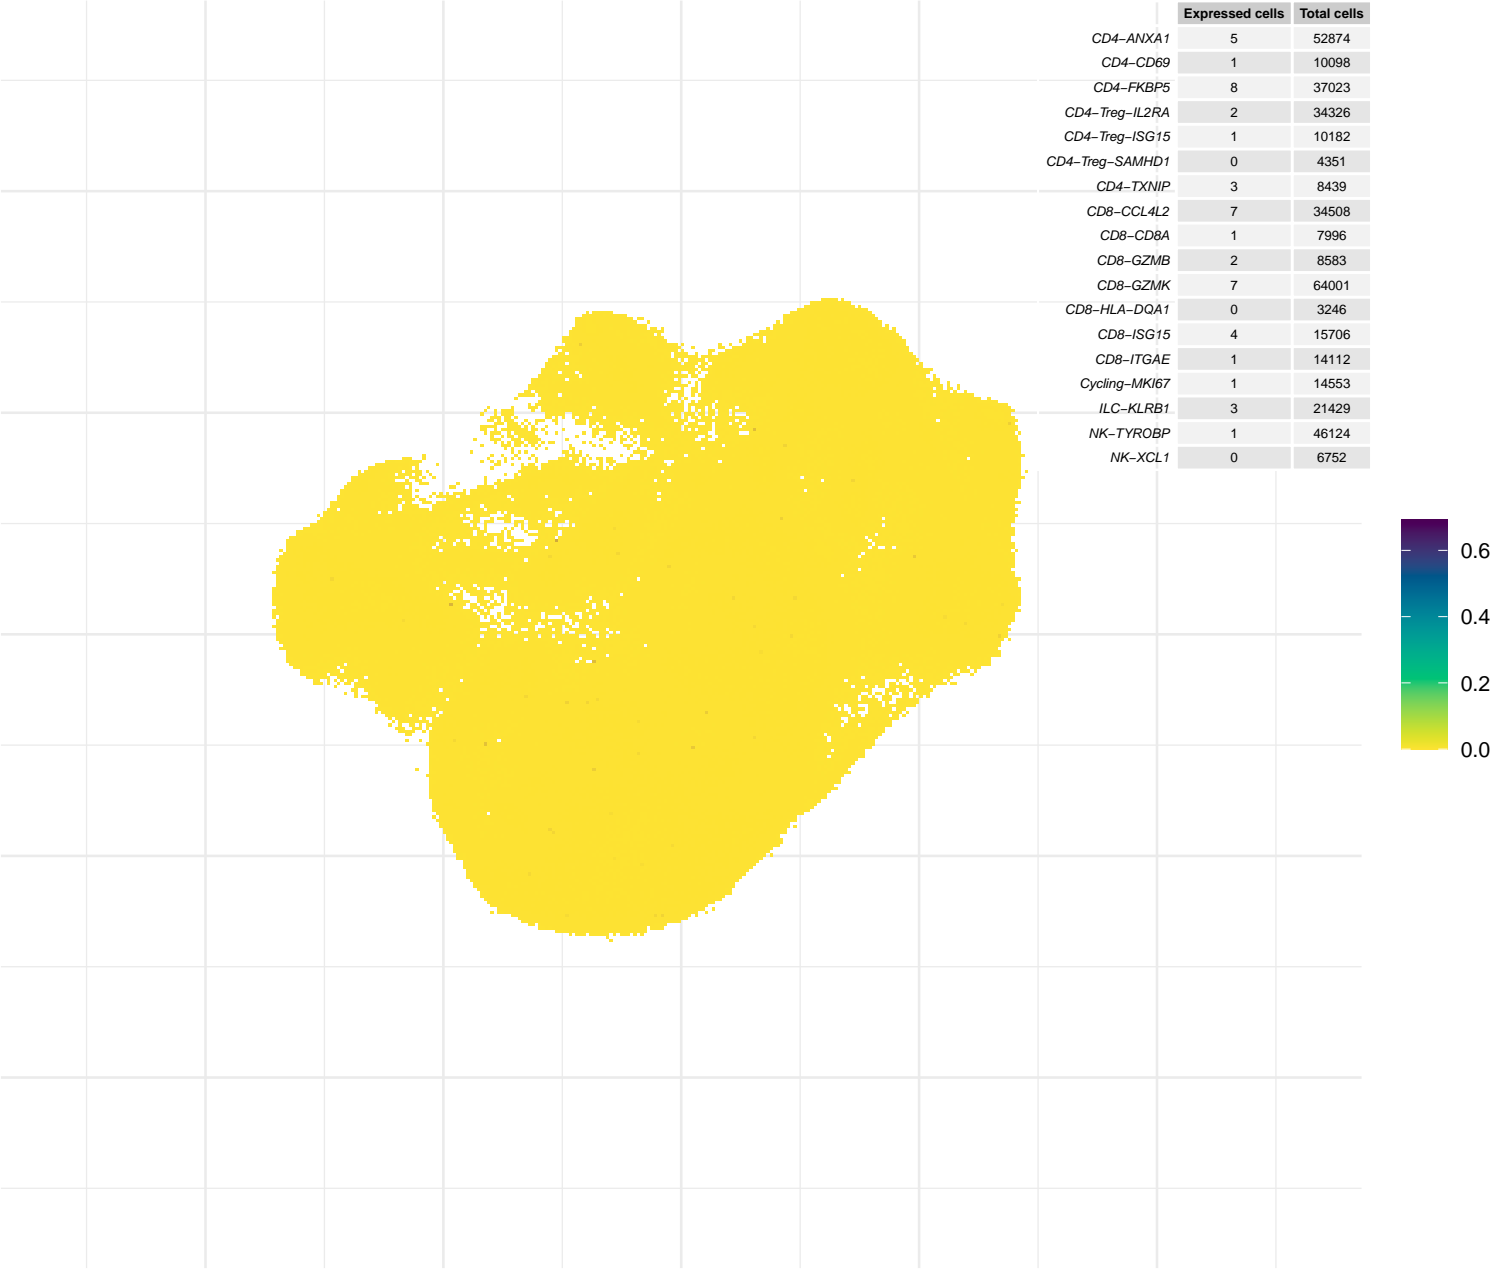 Expressed cells Total cells
CD4−ANXA1 5 52874
CD4−CD69 1 10098
CD4−FKBP5 8 37023
CD4−Treg−IL2RA 2 34326
CD4−Treg−ISG15 1 10182
CD4−Treg−SAMHD1 0 4351
CD4−TXNIP 3 8439
CD8−CCL4L2 7 34508
CD8−CD8A 1 7996
CD8−GZMB 2 8583
CD8−GZMK 7 64001
CD8−HLA−DQA1 0 3246
CD8−ISG15 4 15706
CD8−ITGAE 1 14112
Cycling−MKI67 1 14553
ILC−KLRB1 3 21429
NK−TYROBP 1 46124
NK−XCL1 0 6752
0.6
0.4
0.2
0.0